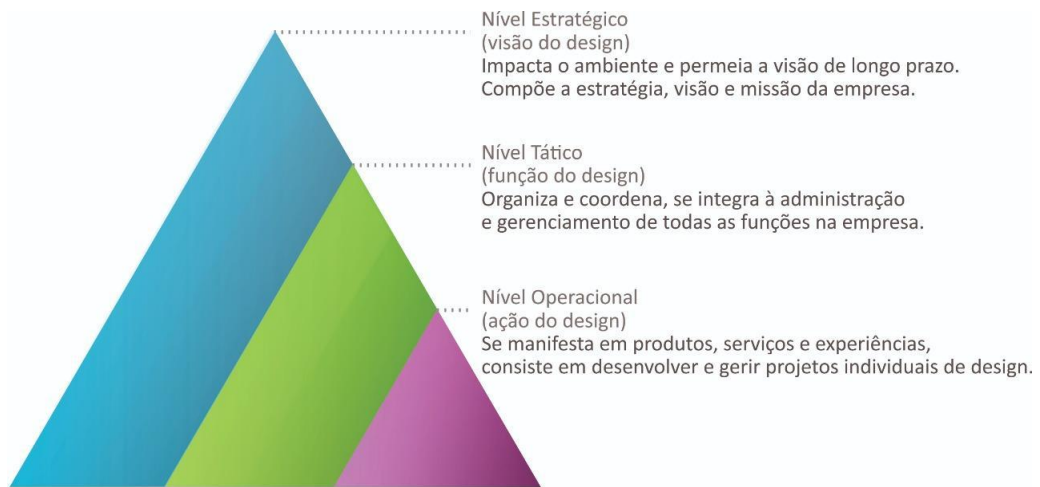 Nível Estratégico
(visão do design)
Impacta o ambiente e permeia a visão de longo prazo.
Compõe a estratégia, visão e missão da empresa.
Nível Tático
(função do design)
Organiza e coordena, se integra à administração
e gerenciamento de todas as funções na empresa.
Nível Operacional
(ação do design)
Se manifesta em produtos, serviços e experiências,
consiste em desenvolver e gerir projetos individuais de design.